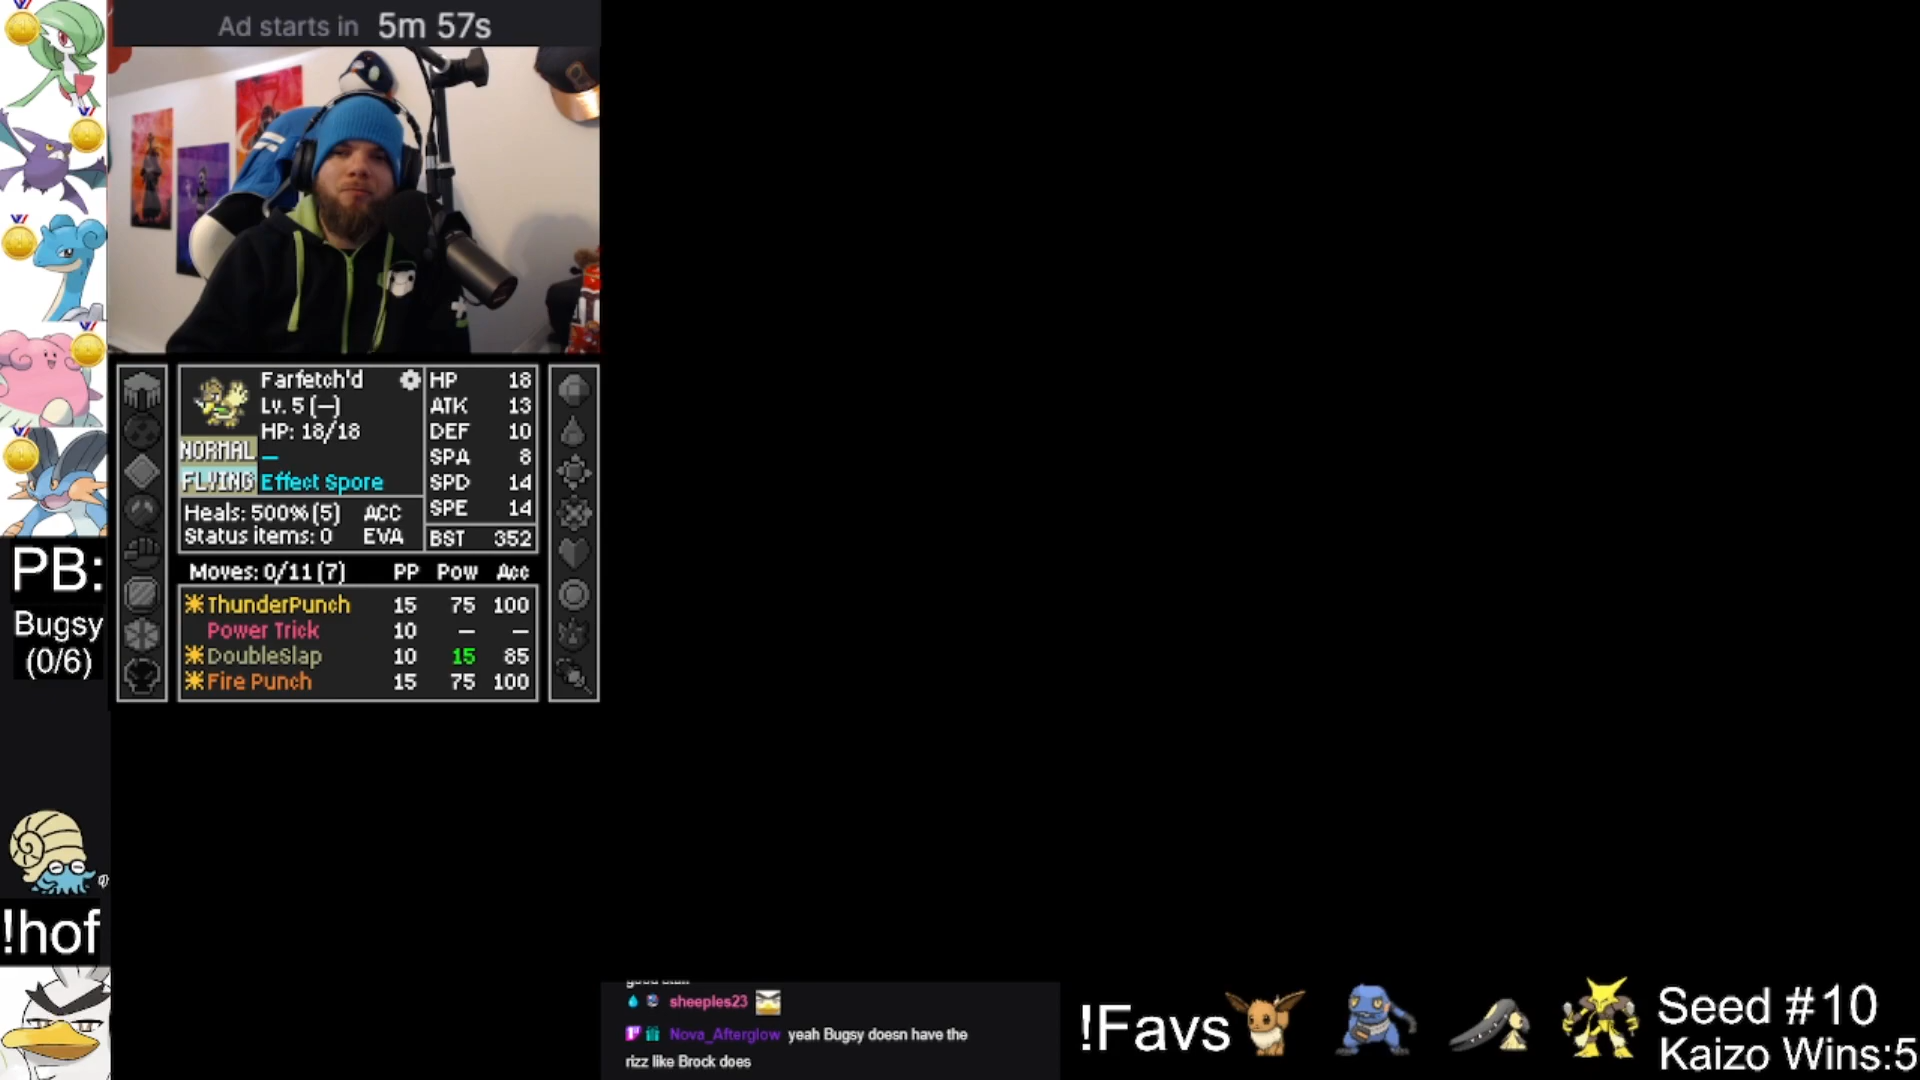 Ad starts in 5m 57s
Farfetch'd
Lv. 5 (—)
HP: 18/18
NORMAL —
FLYING Effect Spore
Heals: 500% (5) ACC
Status items: 0 EVA
HP 18
ATK 13
DEF 10
SPA 8
SPD 14
SPE 14
BST 352
Moves: 0/11 (7) PP Pow Acc
ThunderPunch 15 75 100
Power Trick 10 — —
DoubleSlap 10 15 85
Fire Punch 15 75 100
PB:
Bugsy
(0/6)
!hof
sheeples23
Nova_Afterglow yeah Bugsy doesn have the
rizz like Brock does
!Favs
Seed #10
Kaizo Wins:5